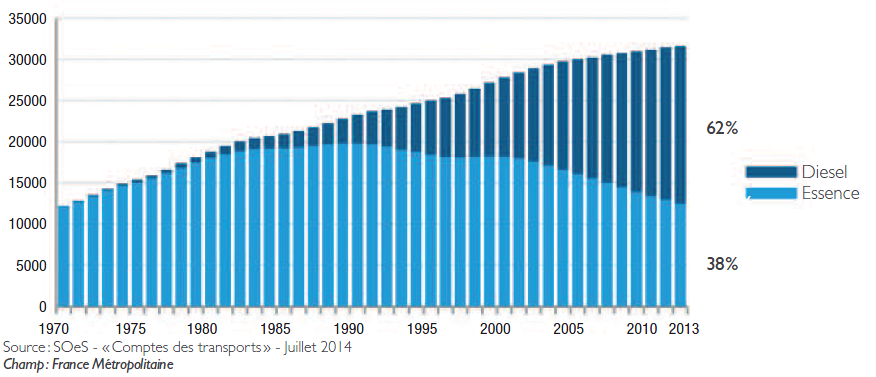 35000
30000
25000
62%
20000
Diesel
Essence
15000
10000
5000
38%
0
1970 1975 1980 1985 1990 1995 2000 2005 2010 2013
Source : SOeS - « Comptes des transports » - Juillet 2014
Champ : France Métropolitaine